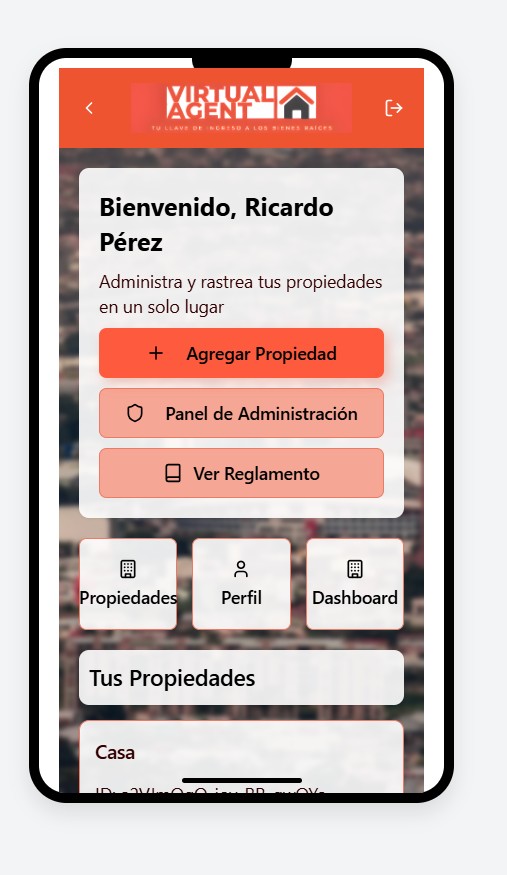 VIRTUAL
AGENT
TU LLAVE DE INGRESO A LOS BIENES RAÍCES
Bienvenido, Ricardo
Pérez
Administra y rastrea tus propiedades
en un solo lugar
Agregar Propiedad
Panel de Administración
Ver Reglamento
Propiedades
Perfil
Dashboard
Tus Propiedades
Casa